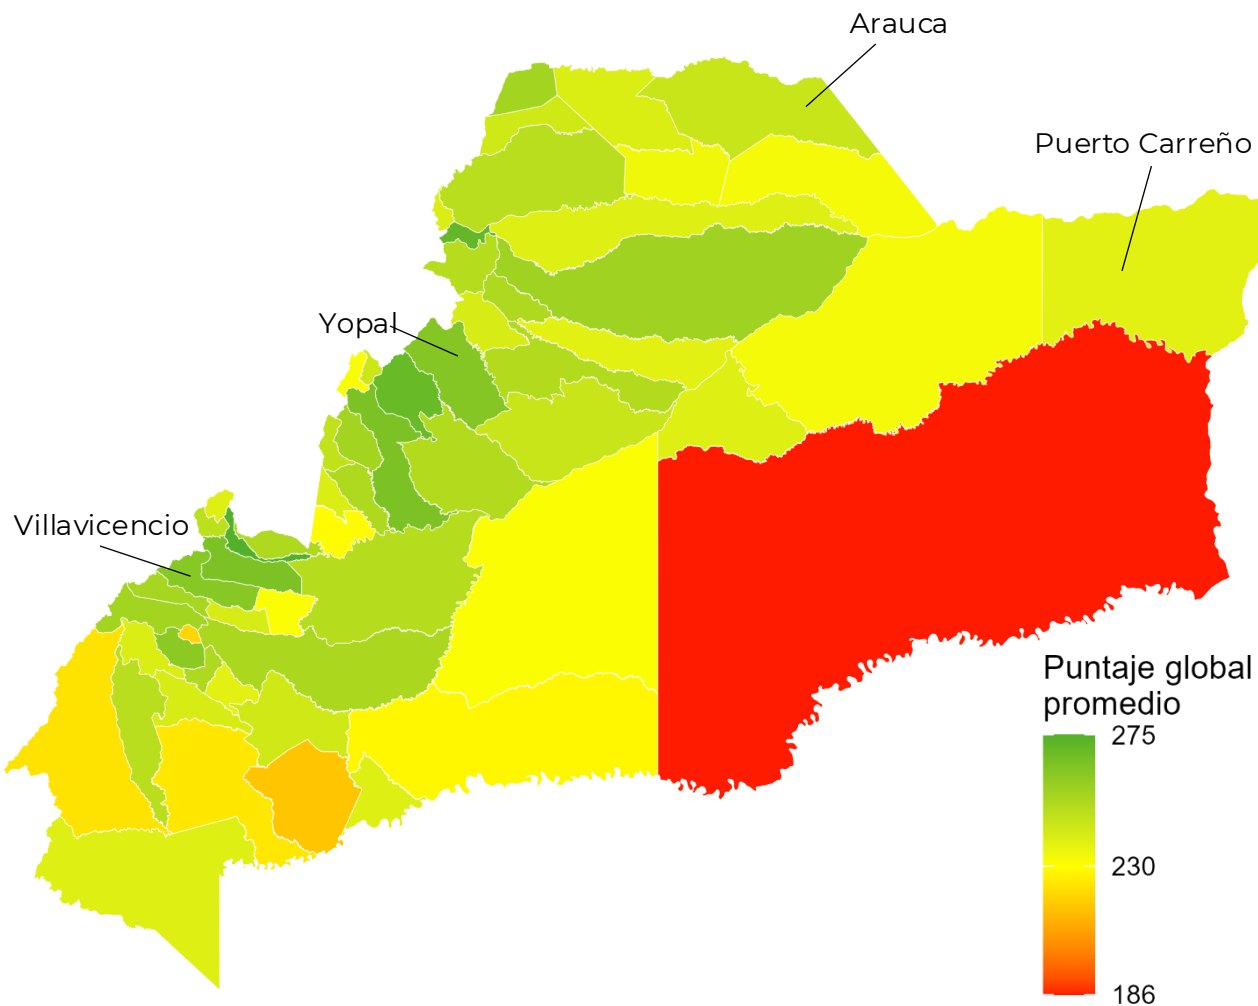 Arauca
Puerto Carreño
Yopal
Villavicencio
Puntaje global
promedio
275
230
186